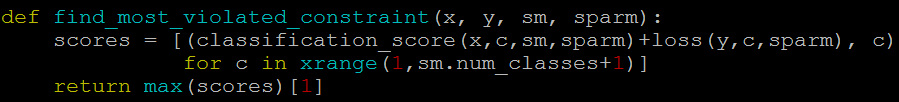 def find_most_violated_constraint(x, y, sm, sparm):
    scores = [(classification_score(x,c,sm,sparm)+loss(y,c,sparm), c)
              for c in xrange(1,sm.num_classes+1)]
    return max(scores)[1]